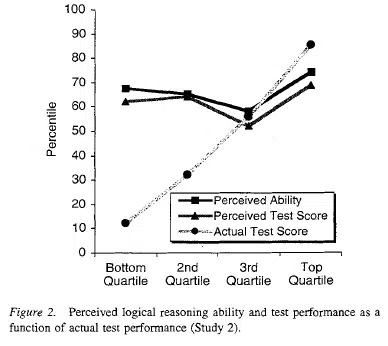 100
90
80
70
60
50
40
30
20
10
0
Percentile
Perceived Ability
Perceived Test Score
Actual Test Score
Bottom Quartile
2nd Quartile
3rd Quartile
Top Quartile
Figure 2. Perceived logical reasoning ability and test performance as a
function of actual test performance (Study 2).